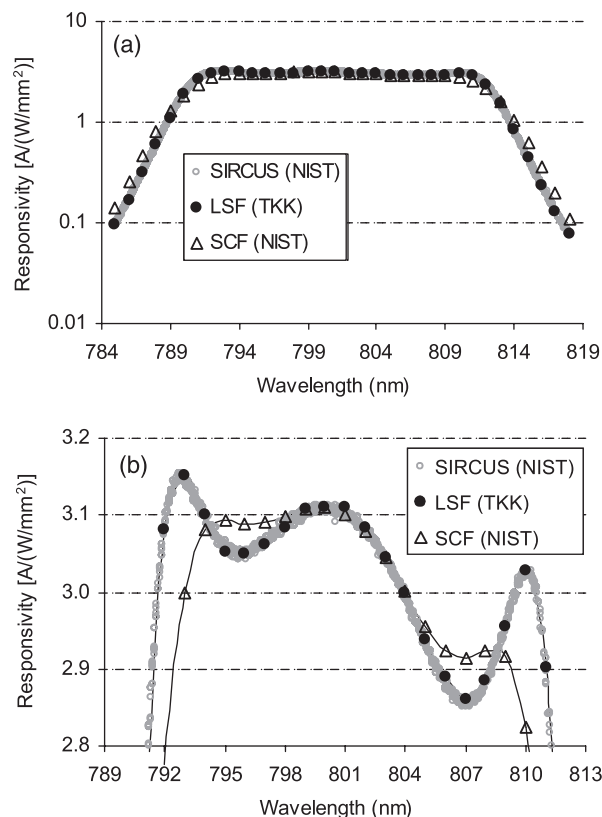 (a)
10
1
0.1
0.01
Responsivity [A/(W/mm²)]
SIRCUS (NIST)
LSF (TKK)
SCF (NIST)
784 789 794 799 804 809 814 819
Wavelength (nm)
(b)
3.2
3.1
3.0
2.9
2.8
Responsivity [A/(W/mm²)]
SIRCUS (NIST)
LSF (TKK)
SCF (NIST)
789 792 795 798 801 804 807 810 813
Wavelength (nm)